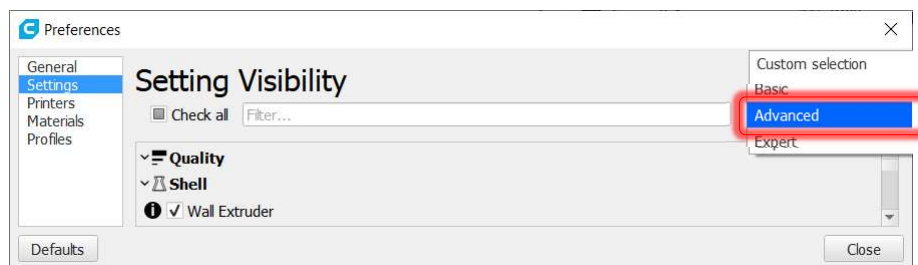 Preferences
General
Settings
Printers
Materials
Profiles
Setting Visibility
Check all
Filter...
Custom selection
Basic
Advanced
Expert
Quality
Shell
Wall Extruder
Defaults
Close